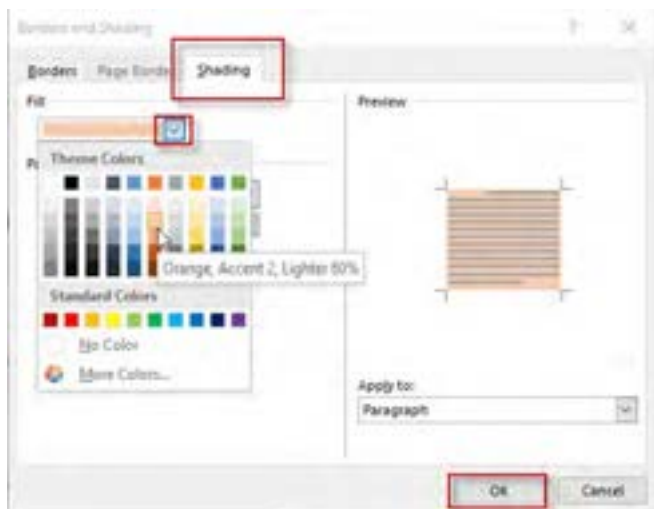 Borders and Shading
Borders
Page Border
Shading
Fill
Preview
Theme Colors
Orange, Accent 2, Lighter 60%
Standard Colors
No Color
More Colors...
Apply to:
Paragraph
OK
Cancel